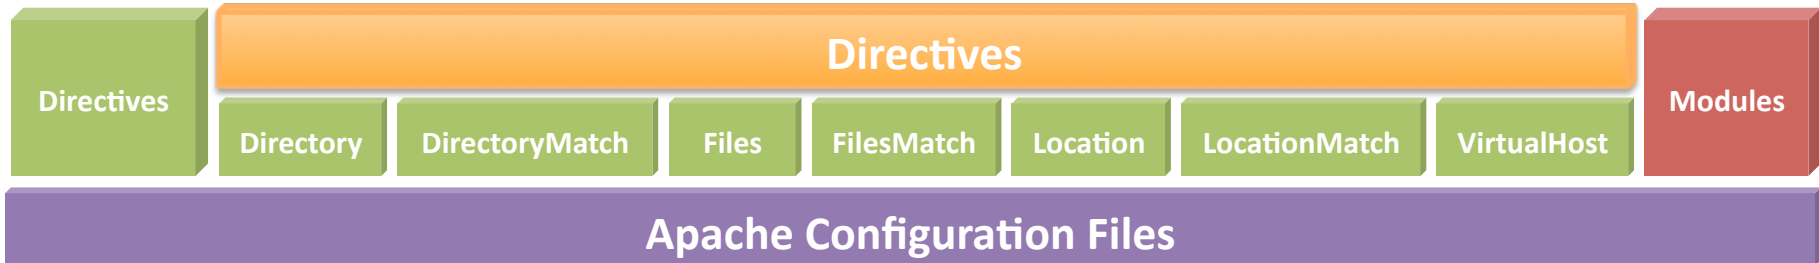 Directives
Directives
Modules
Directory
DirectoryMatch
Files
FilesMatch
Location
LocationMatch
VirtualHost
Apache Configuration Files